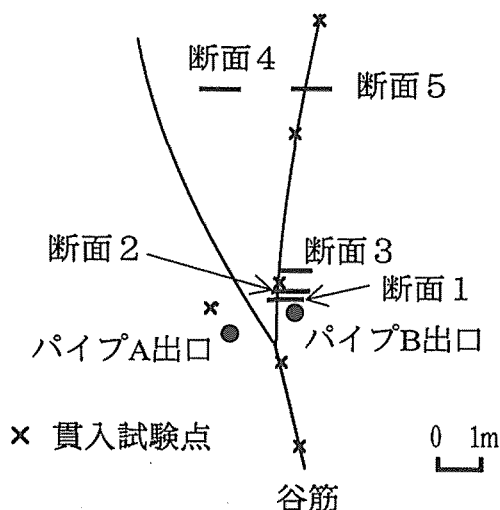 断面4
断面5
断面2
断面3
断面1
パイプA出口
パイプB出口
× 貫入試験点
0 1m
谷筋